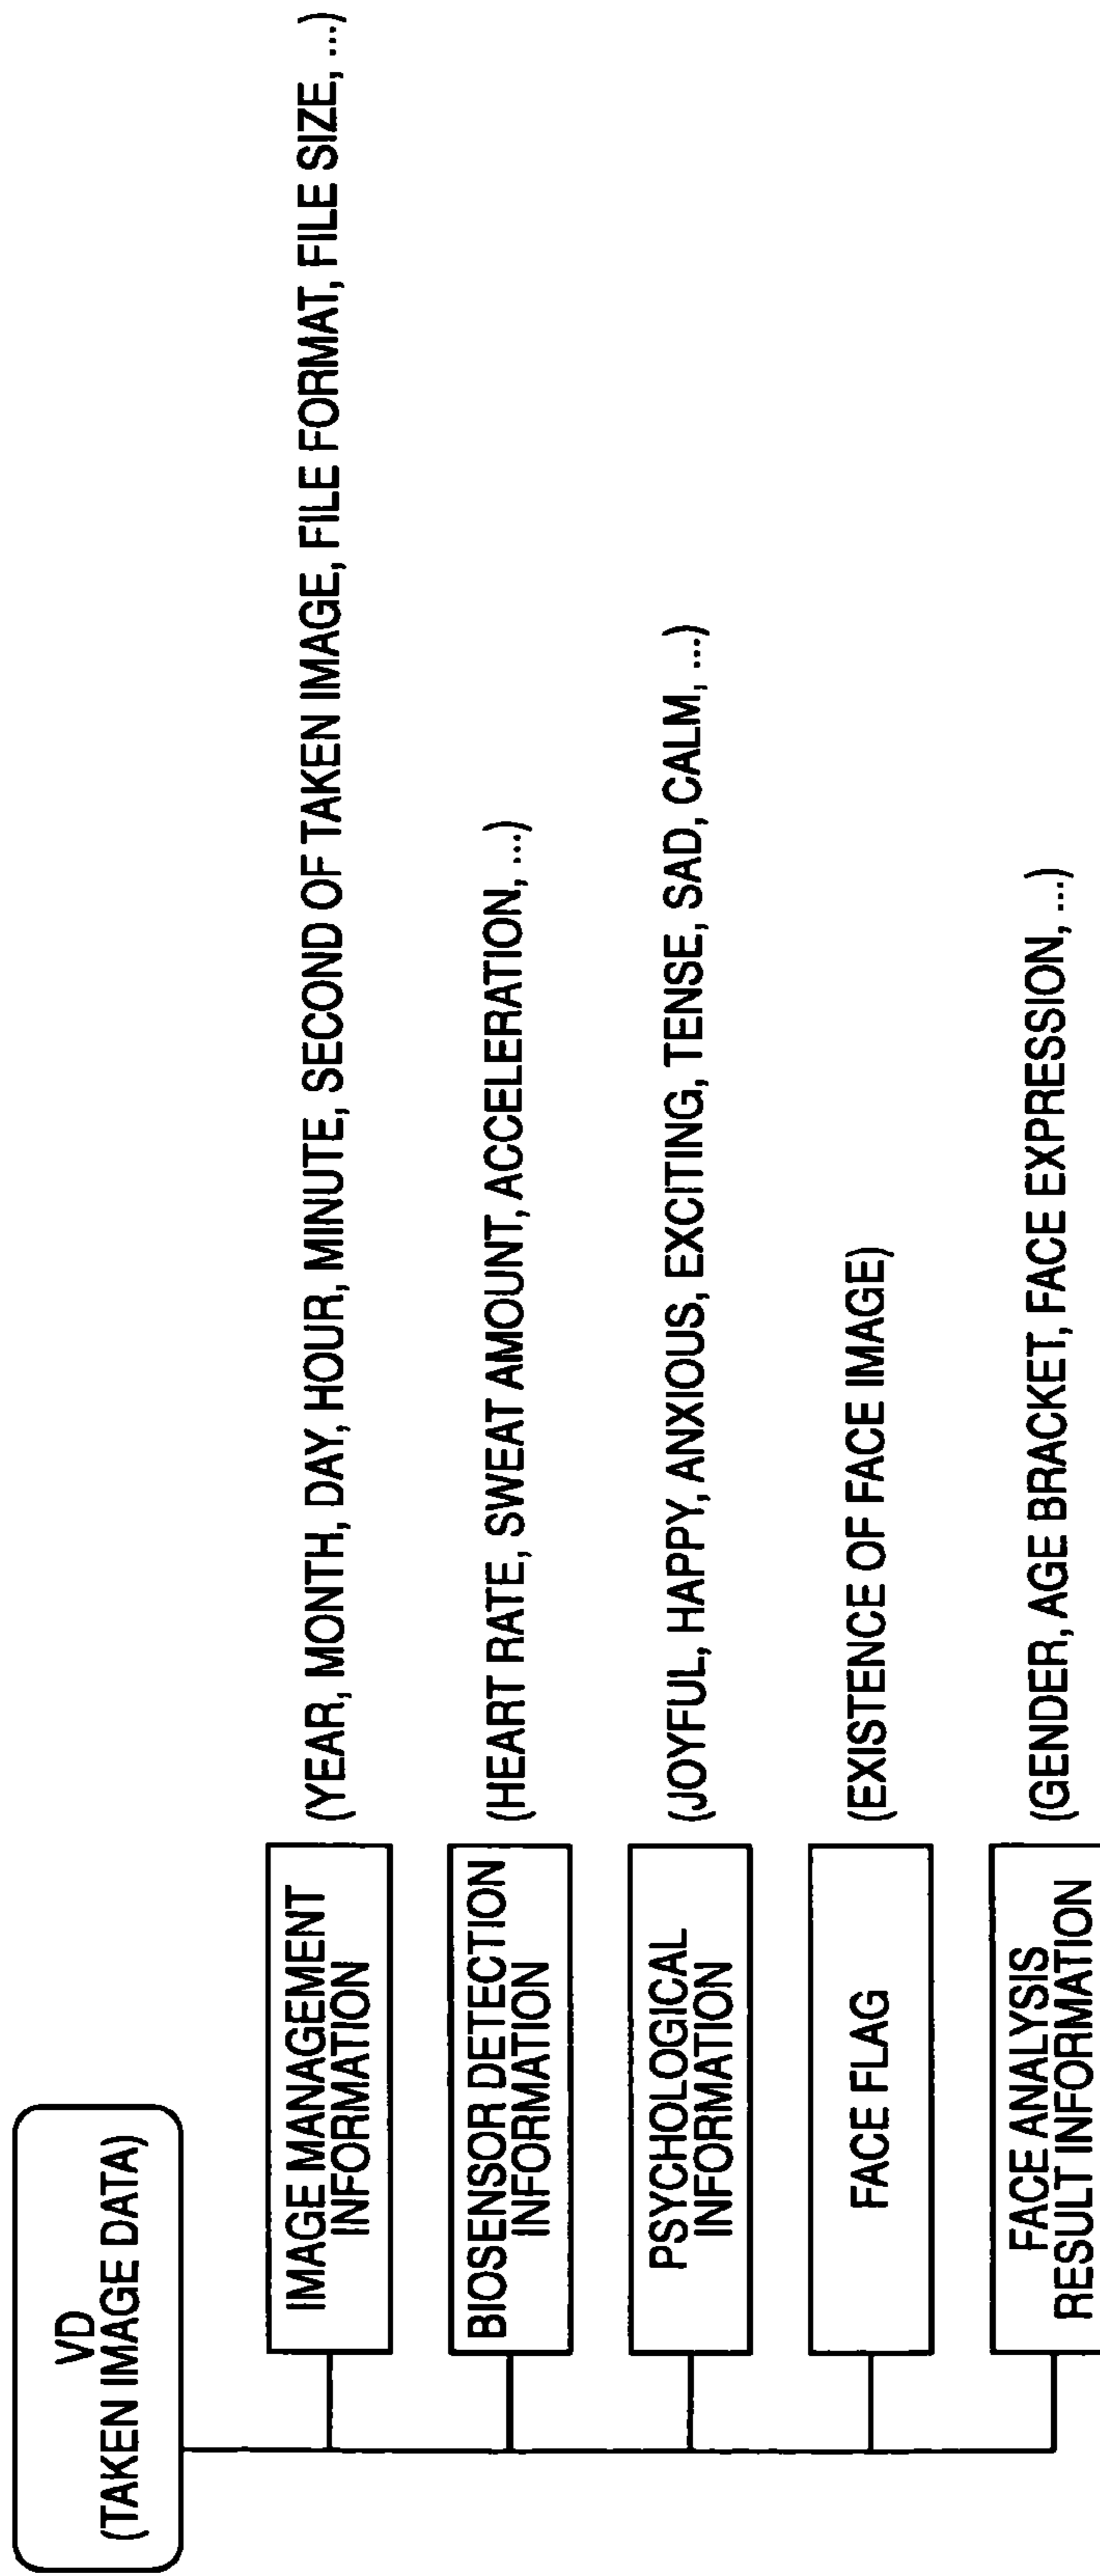 VD
(TAKEN IMAGE DATA)
IMAGE MANAGEMENT
INFORMATION
(YEAR, MONTH, DAY, HOUR, MINUTE, SECOND OF TAKEN IMAGE, FILE FORMAT, FILE SIZE, ...)
BIOSENSOR DETECTION
INFORMATION
(HEART RATE, SWEAT AMOUNT, ACCELERATION, ...)
PSYCHOLOGICAL
INFORMATION
(JOYFUL, HAPPY, ANXIOUS, EXCITING, TENSE, SAD, CALM, ...)
FACE FLAG
(EXISTENCE OF FACE IMAGE)
FACE ANALYSIS
RESULT INFORMATION
(GENDER, AGE BRACKET, FACE EXPRESSION, ...)